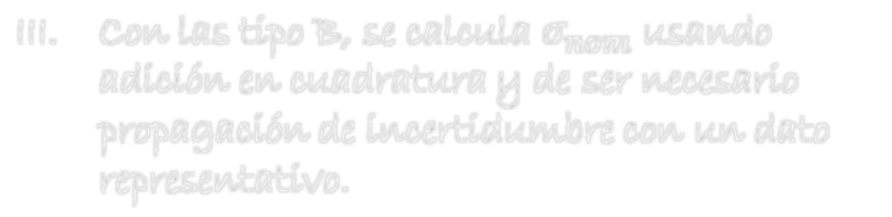 III. Con las tipo B, se calcula σₙₒₘ usando
adición en cuadratura y de ser necesario
propagación de incertidumbre con un dato
representativo.